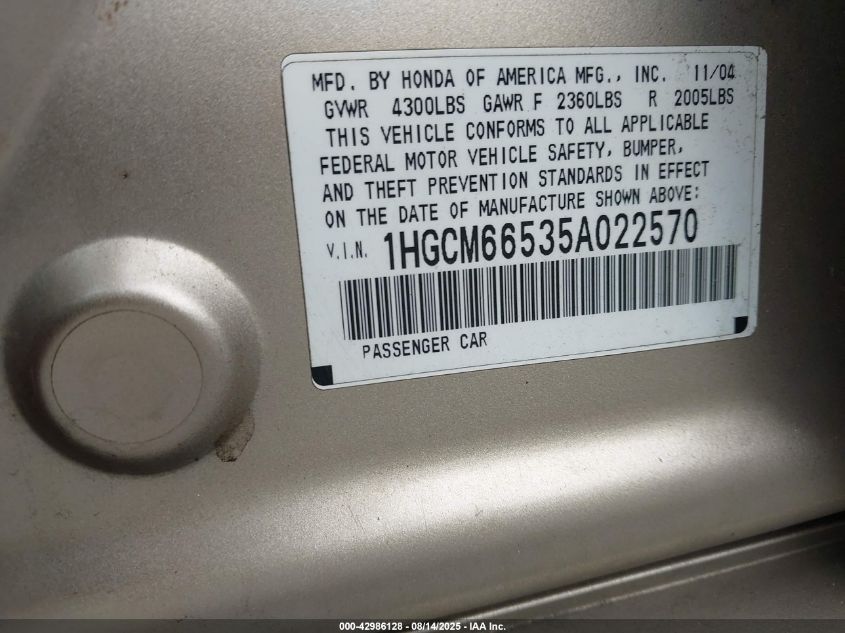 MFD. BY HONDA OF AMERICA MFG., INC. 11/04
GVWR 4300LBS GAWR F 2360LBS R 2005LBS
THIS VEHICLE CONFORMS TO ALL APPLICABLE
FEDERAL MOTOR VEHICLE SAFETY, BUMPER,
AND THEFT PREVENTION STANDARDS IN EFFECT
ON THE DATE OF MANUFACTURE SHOWN ABOVE:
V.I.N. 1HGCM66535A022570
PASSENGER CAR
000-42986128 - 08/14/2025 - IAA Inc.